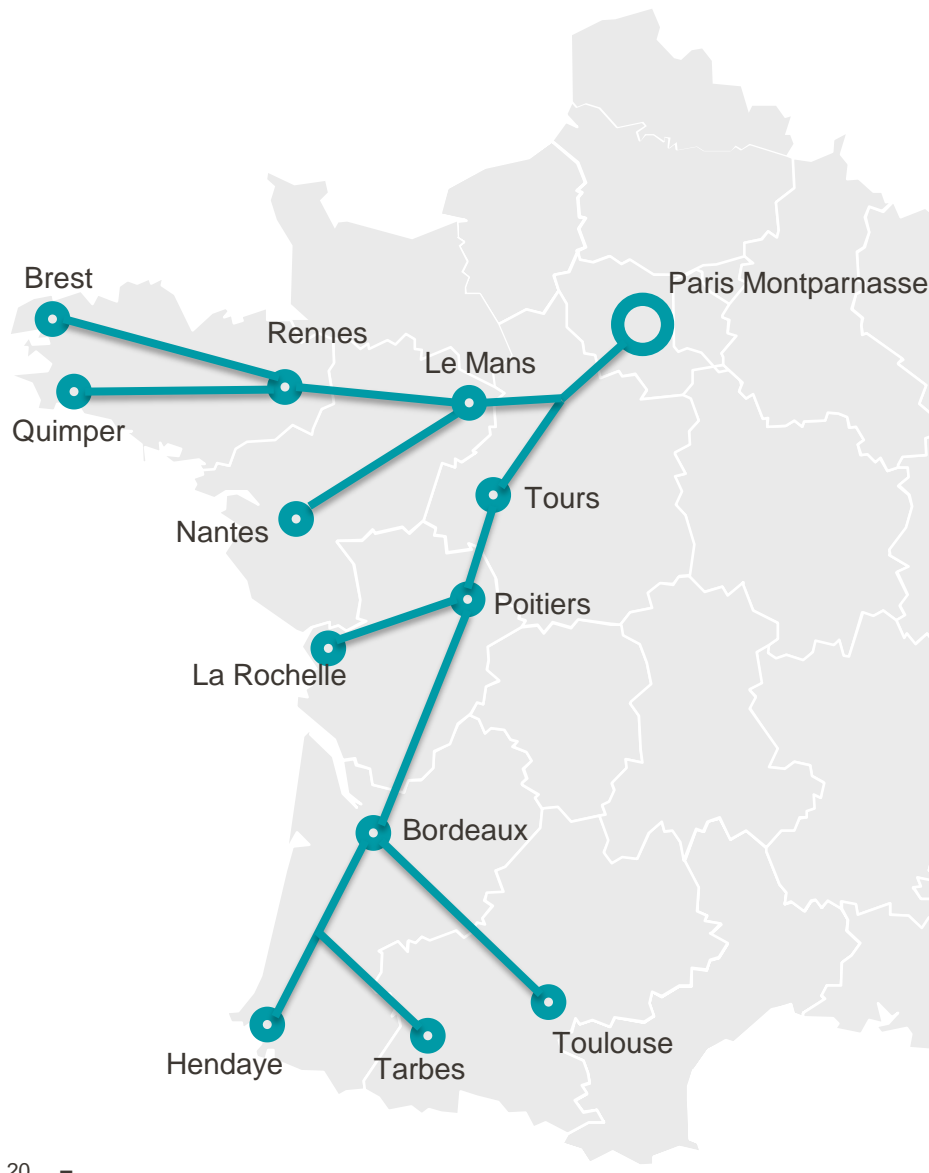 Brest
Paris Montparnasse
Rennes
Le Mans
Quimper
Tours
Nantes
Poitiers
La Rochelle
Bordeaux
Toulouse
Hendaye
Tarbes
20 –